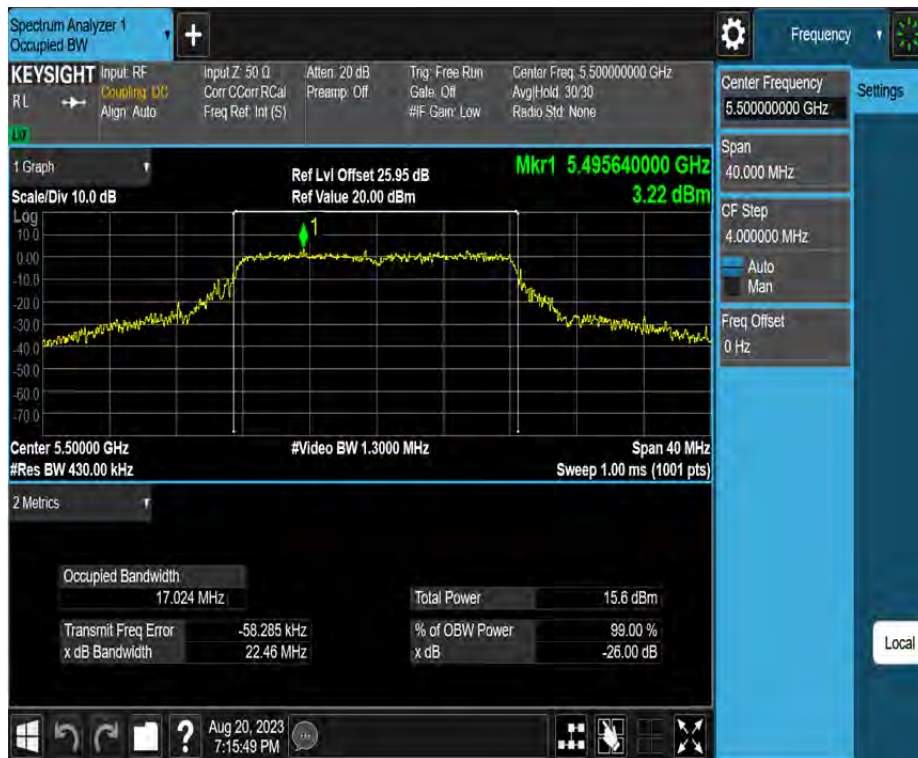 Spectrum Analyzer 1
Occupied BW
+
Frequency
KEYSIGHT
RL
LXI
Input: RF
Coupling: DC
Align: Auto
Input Z: 50 Ω
Corr CCorr RCal
Freq Ref: Int (S)
Atten: 20 dB
Preamp: Off
Trig: Free Run
Gate: Off
#IF Gain: Low
Center Freq: 5.500000000 GHz
Avg|Hold: 30/30
Radio Std: None
Center Frequency
5.500000000 GHz
Settings
Span
40.000 MHz
CF Step
4.000000 MHz
Auto
Man
Freq Offset
0 Hz
Local
1 Graph
Scale/Div 10.0 dB
Ref Lvl Offset 25.95 dB
Ref Value 20.00 dBm
Mkr1 5.495640000 GHz
3.22 dBm
Log
10.0
0.00
-10.0
-20.0
-30.0
-40.0
-50.0
-60.0
-70.0
1
Center 5.50000 GHz
#Res BW 430.00 kHz
#Video BW 1.3000 MHz
Span 40 MHz
Sweep 1.00 ms (1001 pts)
2 Metrics
Occupied Bandwidth
17.024 MHz
Total Power 15.6 dBm
Transmit Freq Error -58.285 kHz
% of OBW Power 99.00 %
x dB Bandwidth 22.46 MHz
x dB -26.00 dB
?
Aug 20, 2023
7:15:49 PM